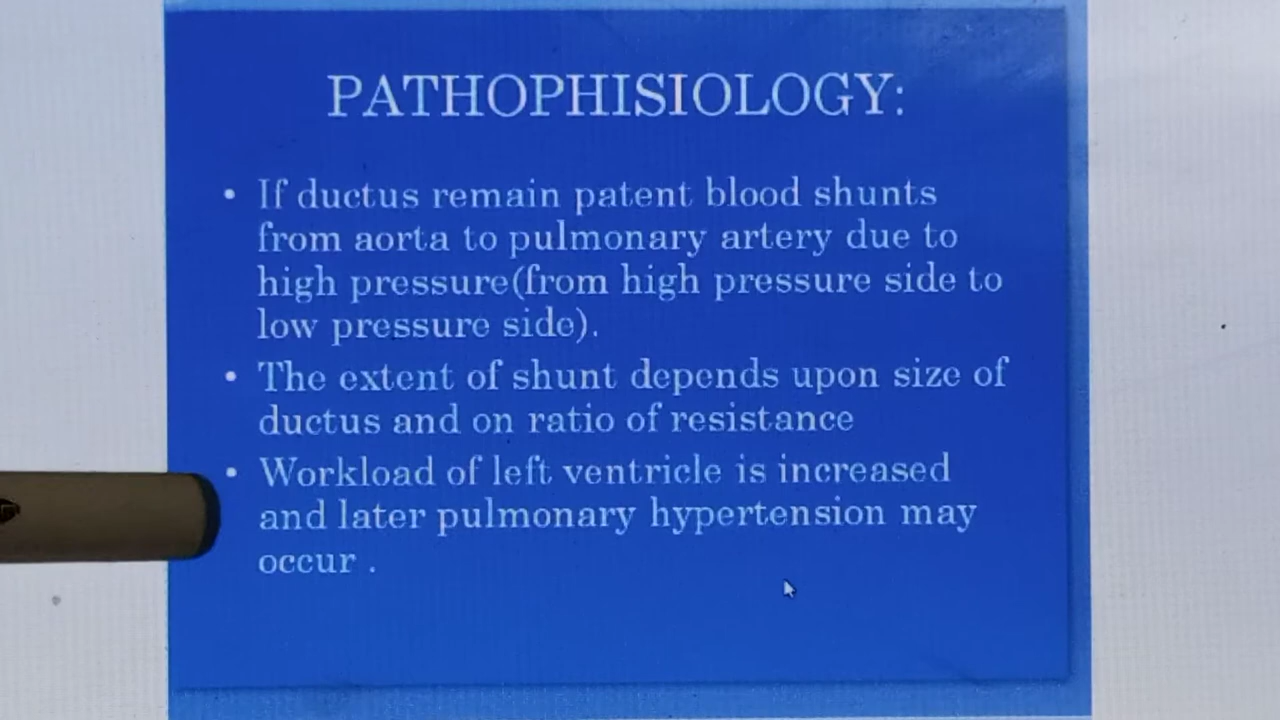 PATHOPHISIOLOGY:
• If ductus remain patent blood shunts
from aorta to pulmonary artery due to
high pressure(from high pressure side to
low pressure side).
• The extent of shunt depends upon size of
ductus and on ratio of resistance
• Workload of left ventricle is increased
and later pulmonary hypertension may
occur .